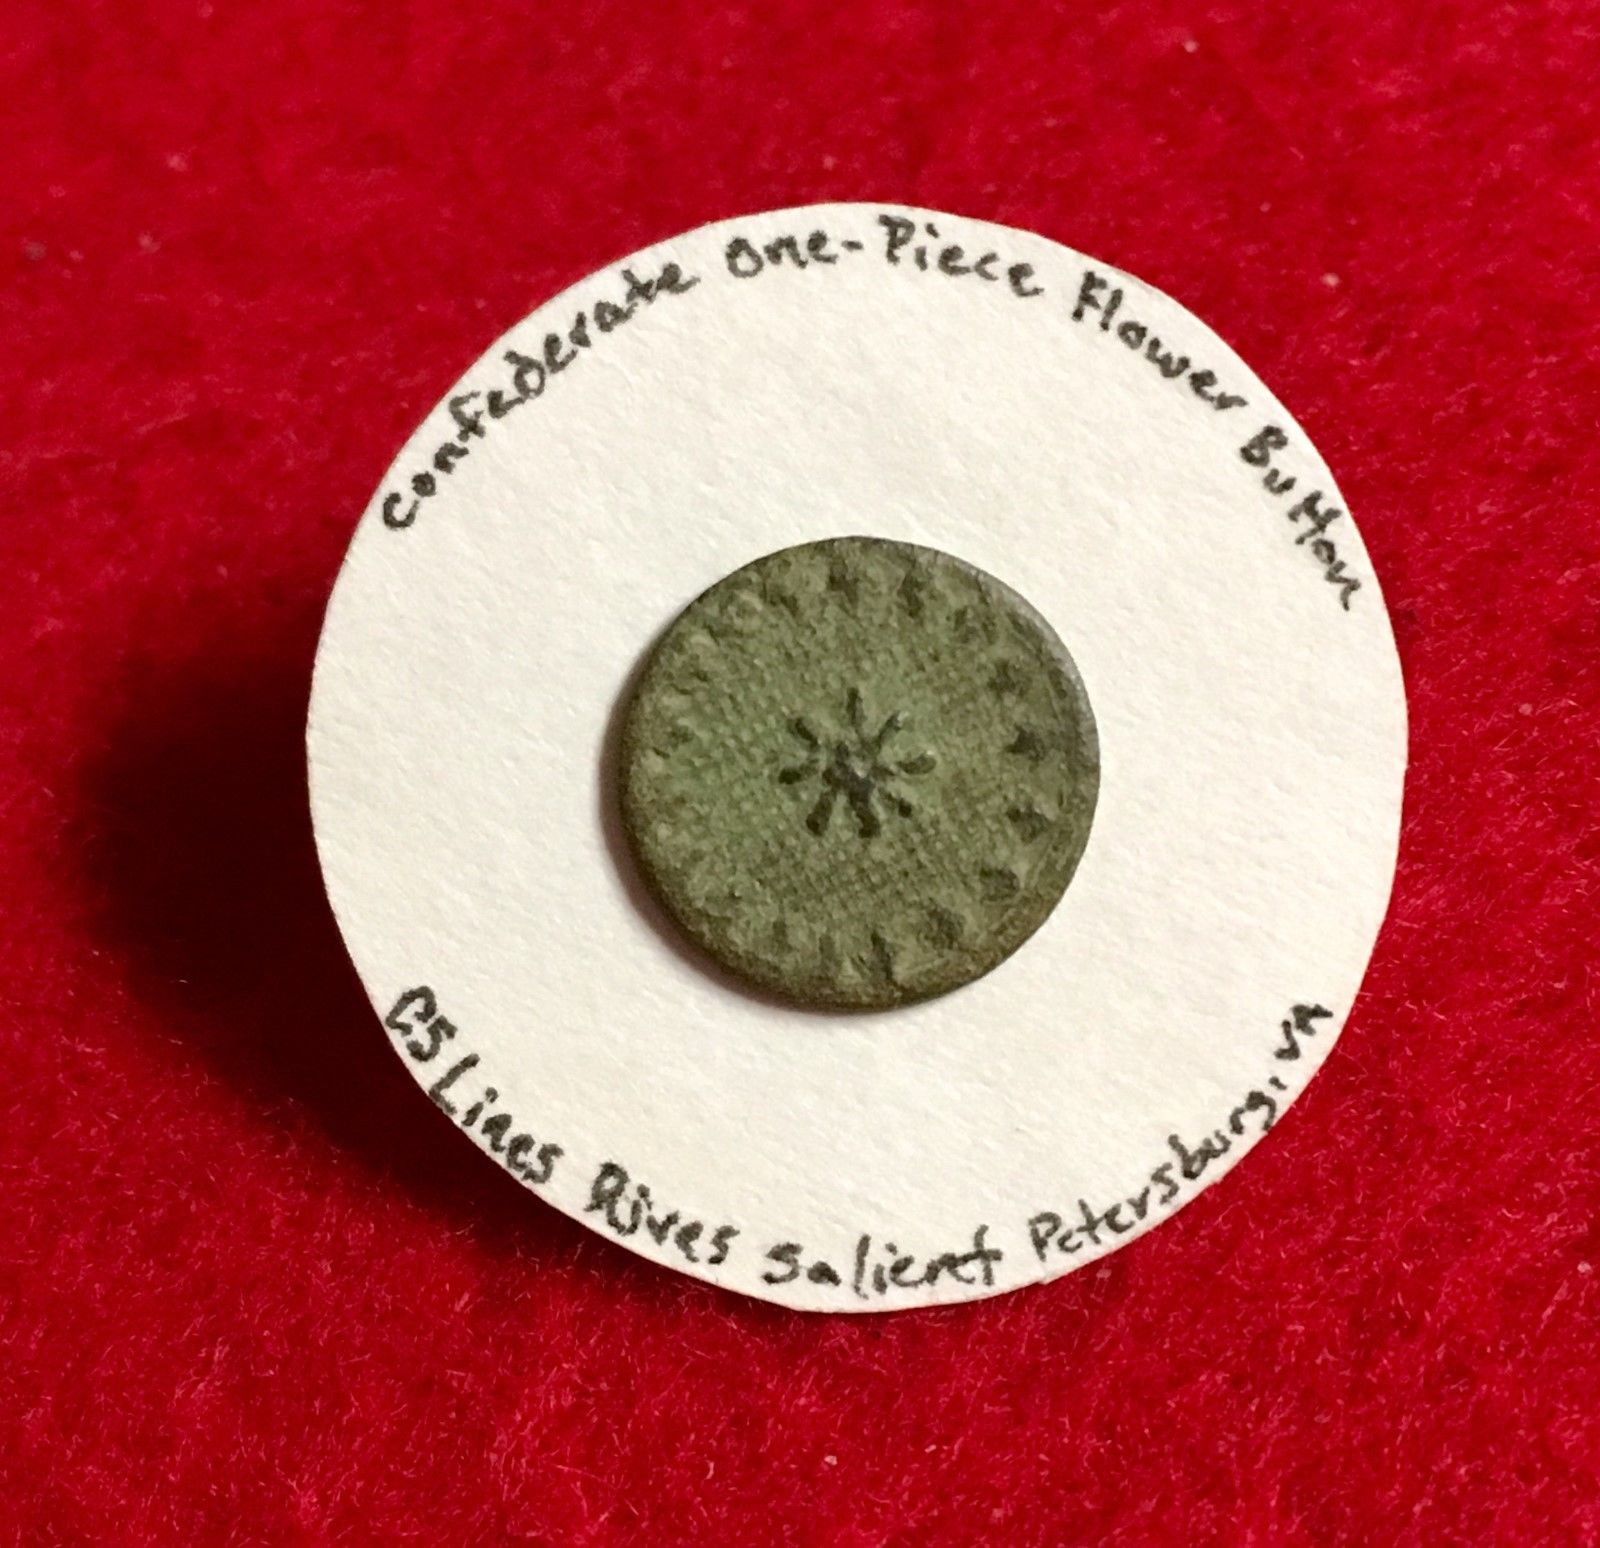 Confederate One-Piece Flower Button
CS Lines Rives Salient Petersburg, VA